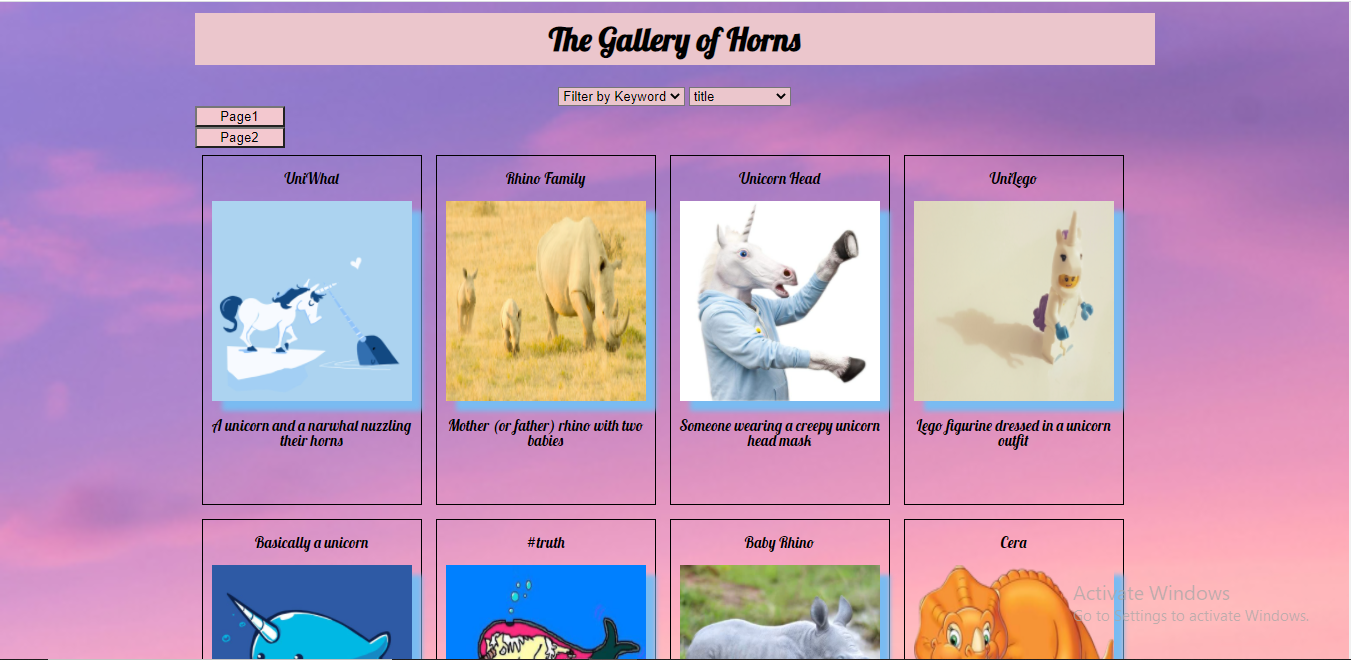 The Gallery of Horns
Filter by Keyword title
Page1
Page2
UniWhal
Rhino Family
Unicorn Head
UniLego
A unicorn and a narwhal nuzzling
their horns
Mother (or father) rhino with two
babies
Someone wearing a creepy unicorn
head mask
Lego figurine dressed in a unicorn
outfit
Basically a unicorn
#truth
Baby Rhino
Cera
Activate Windows
Go to Settings to activate Windows.